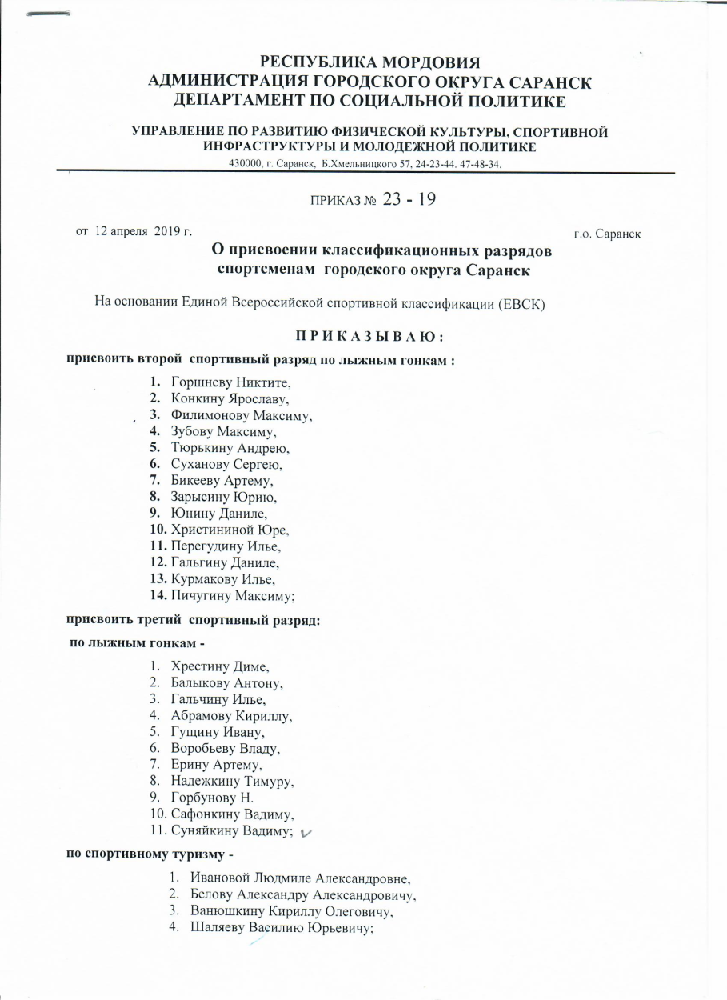 РЕСПУБЛИКА МОРДОВИЯ
АДМИНИСТРАЦИЯ ГОРОДСКОГО ОКРУГА САРАНСК
ДЕПАРТАМЕНТ ПО СОЦИАЛЬНОЙ ПОЛИТИКЕ
УПРАВЛЕНИЕ ПО РАЗВИТИЮ ФИЗИЧЕСКОЙ КУЛЬТУРЫ, СПОРТИВНОЙ
ИНФРАСТРУКТУРЫ И МОЛОДЕЖНОЙ ПОЛИТИКЕ
430000, г. Саранск, Б.Хмельницкого 57, 24-23-44. 47-48-34.
ПРИКАЗ № 23 - 19
от 12 апреля 2019 г. г.о. Саранск
О присвоении классификационных разрядов
спортсменам городского округа Саранск
На основании Единой Всероссийской спортивной классификации (ЕВСК)
П Р И К А З Ы В А Ю :
присвоить второй спортивный разряд по лыжным гонкам :
1. Горшневу Никтите,
2. Конкину Ярославу,
3. Филимонову Максиму,
4. Зубову Максиму,
5. Тюрькину Андрею,
6. Суханову Сергею,
7. Бикееву Артему,
8. Зарысину Юрию,
9. Юнину Даниле,
10. Христининой Юре,
11. Перегудину Илье,
12. Гальгину Даниле,
13. Курмакову Илье,
14. Пичугину Максиму;
присвоить третий спортивный разряд:
по лыжным гонкам -
1. Хрестину Диме,
2. Балыкову Антону,
3. Гальчину Илье,
4. Абрамову Кириллу,
5. Гущину Ивану,
6. Воробьеву Владу,
7. Ерину Артему,
8. Надежкину Тимуру,
9. Горбунову Н.
10. Сафонкину Вадиму,
11. Суняйкину Вадиму;
по спортивному туризму -
1. Ивановой Людмиле Александровне,
2. Белову Александру Александровичу,
3. Ванюшкину Кириллу Олеговичу,
4. Шаляеву Василию Юрьевичу;